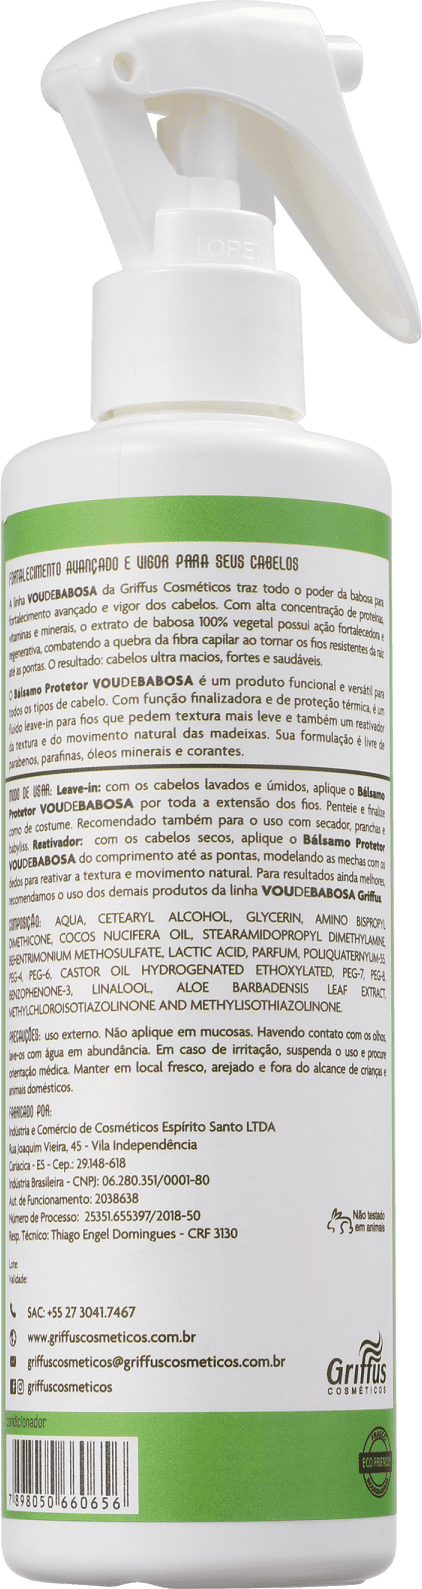 OPEN
FORTALECIMENTO AVANÇADO E VIGOR PARA SEUS CABELOS
A linha VOUDEBABOSA da Griffus Cosméticos traz todo o poder da babosa para
fortalecimento avançado e vigor dos cabelos. Com alta concentração de proteínas,
vitaminas e minerais, o extrato de babosa 100% vegetal possui ação fortalecedora e
regenerativa, combatendo a quebra da fibra capilar ao tornar os fios resistentes da raiz
até as pontas. O resultado: cabelos ultra macios, fortes e saudáveis.
O Bálsamo Protetor VOUDEBABOSA é um produto funcional e versátil para
todos os tipos de cabelo. Com função finalizadora e de proteção térmica, é um
fluido leave-in para fios que pedem textura mais leve e também um reativador
da textura e do movimento natural das madeixas. Sua formulação é livre de
parabenos, parafinas, óleos minerais e corantes.
MODO DE USAR: Leave-in: com os cabelos lavados e úmidos, aplique o Bálsamo
Protetor VOUDEBABOSA por toda a extensão dos fios. Penteie e finalize
como de costume. Recomendado também para o uso com secador, pranchas e
babyliss. Reativador: com os cabelos secos, aplique o Bálsamo Protetor
VOUDEBABOSA do comprimento até as pontas, modelando as mechas com os
dedos para reativar a textura e movimento natural. Para resultados ainda melhores,
recomendamos o uso dos demais produtos da linha VOUDEBABOSA Griffus.
COMPOSIÇÃO: AQUA, CETEARYL ALCOHOL, GLYCERIN, AMINO BISPROPYL
DIMETHICONE, COCOS NUCIFERA OIL, STEARAMIDOPROPYL DIMETHYLAMINE,
BEHENTRIMONIUM METHOSULFATE, LACTIC ACID, PARFUM, POLIQUATERNYUM-55,
PEG-4, PEG-6, CASTOR OIL HYDROGENATED ETHOXYLATED, PEG-7, PEG-8,
BENZOPHENONE-3, LINALOOL, ALOE BARBADENSIS LEAF EXTRACT,
METHYLCHLOROISOTIAZOLINONE AND METHYLISOTHIAZOLINONE.
PRECAUÇÕES: uso externo. Não aplique em mucosas. Havendo contato com os olhos,
lave-os com água em abundância. Em caso de irritação, suspenda o uso e procure
orientação médica. Manter em local fresco, arejado e fora do alcance de crianças e
animais domésticos.
FABRICADO POR:
Indústria e Comércio de Cosméticos Espírito Santo LTDA
Rua Joaquim Vieira, 45 - Vila Independência
Cariacica - ES - Cep.: 29.148-618
Indústria Brasileira - CNPJ: 06.280.351/0001-80
Aut. de Funcionamento: 2038638
Número de Processo: 25351.655397/2018-50
Resp. Técnico: Thiago Engel Domingues - CRF 3130
Não testado
em animais
Lote:
Validade:
SAC: +55 27 3041.7467
www.griffuscosmeticos.com.br
griffuscosmeticos@griffuscosmeticos.com.br
griffuscosmeticos
Griffus
COSMÉTICOS
condicionador
ECO FRIENDLY
7 898050 660656